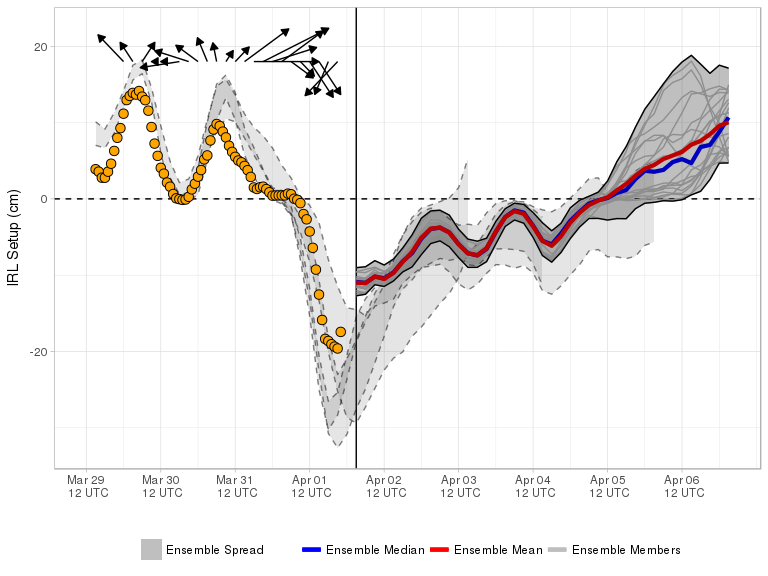 20
0
-20
IRL Setup (cm)
Mar 29 Mar 30 Mar 31 Apr 01 Apr 02 Apr 03 Apr 04 Apr 05 Apr 06
12 UTC 12 UTC 12 UTC 12 UTC 12 UTC 12 UTC 12 UTC 12 UTC 12 UTC
Ensemble Spread Ensemble Median Ensemble Mean Ensemble Members